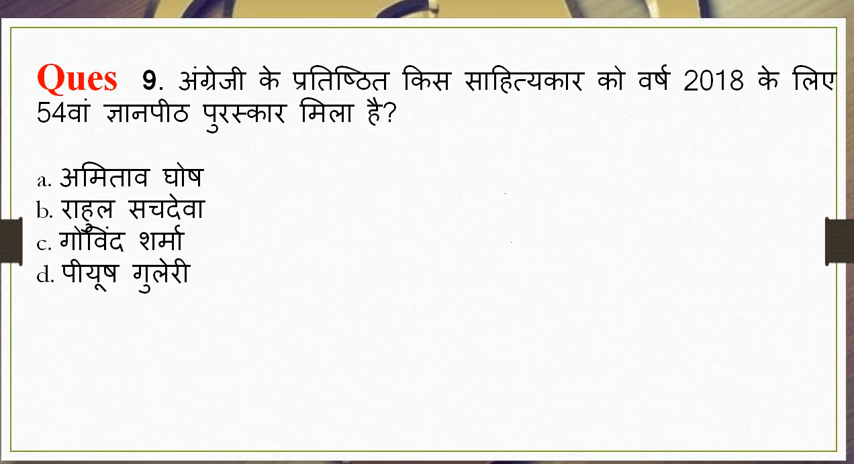 Ques 9. अंग्रेजी के प्रतिष्ठित किस साहित्यकार को वर्ष 2018 के लिए
54वां ज्ञानपीठ पुरस्कार मिला है?
a. अमिताव घोष
b. राहुल सचदेवा
c. गोविंद शर्मा
d. पीयूष गुलेरी